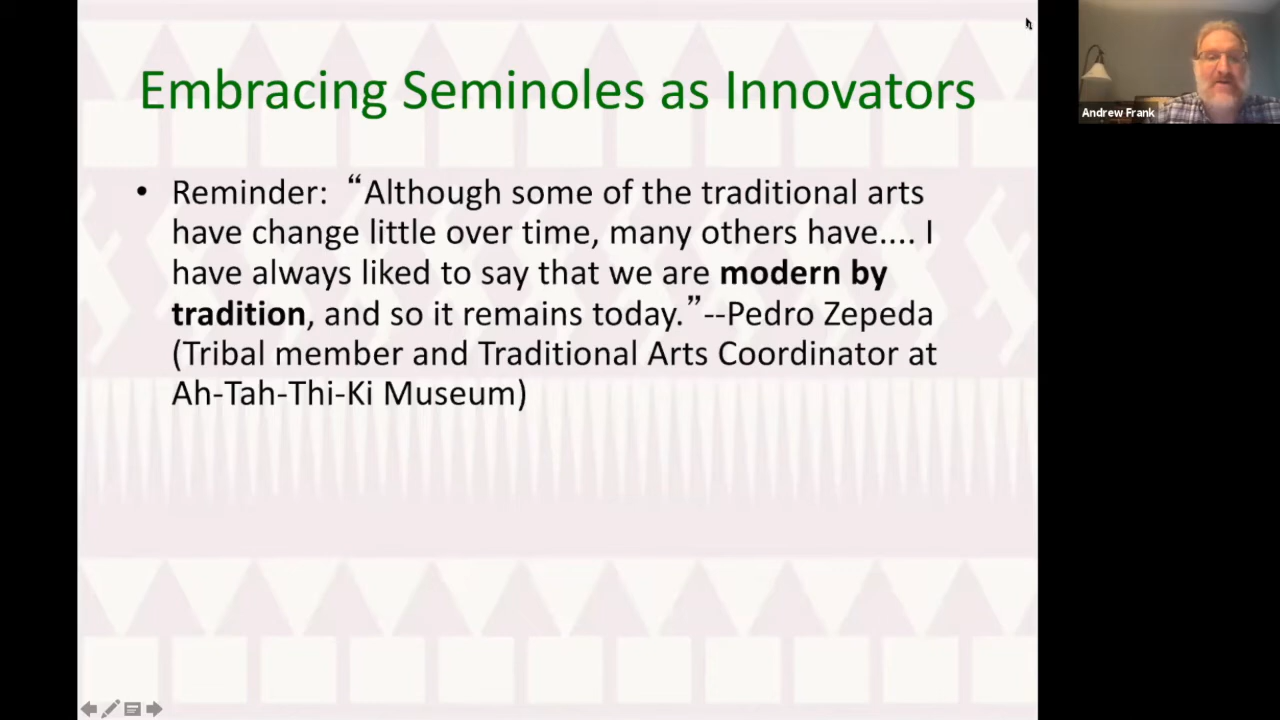 Embracing Seminoles as Innovators
• Reminder: “Although some of the traditional arts
have change little over time, many others have.... I
have always liked to say that we are modern by
tradition, and so it remains today.”--Pedro Zepeda
(Tribal member and Traditional Arts Coordinator at
Ah-Tah-Thi-Ki Museum)
Andrew Frank